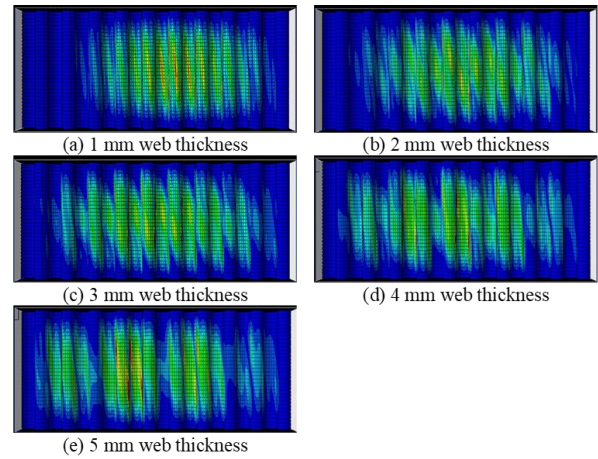 (a) 1 mm web thickness
(b) 2 mm web thickness
(c) 3 mm web thickness
(d) 4 mm web thickness
(e) 5 mm web thickness